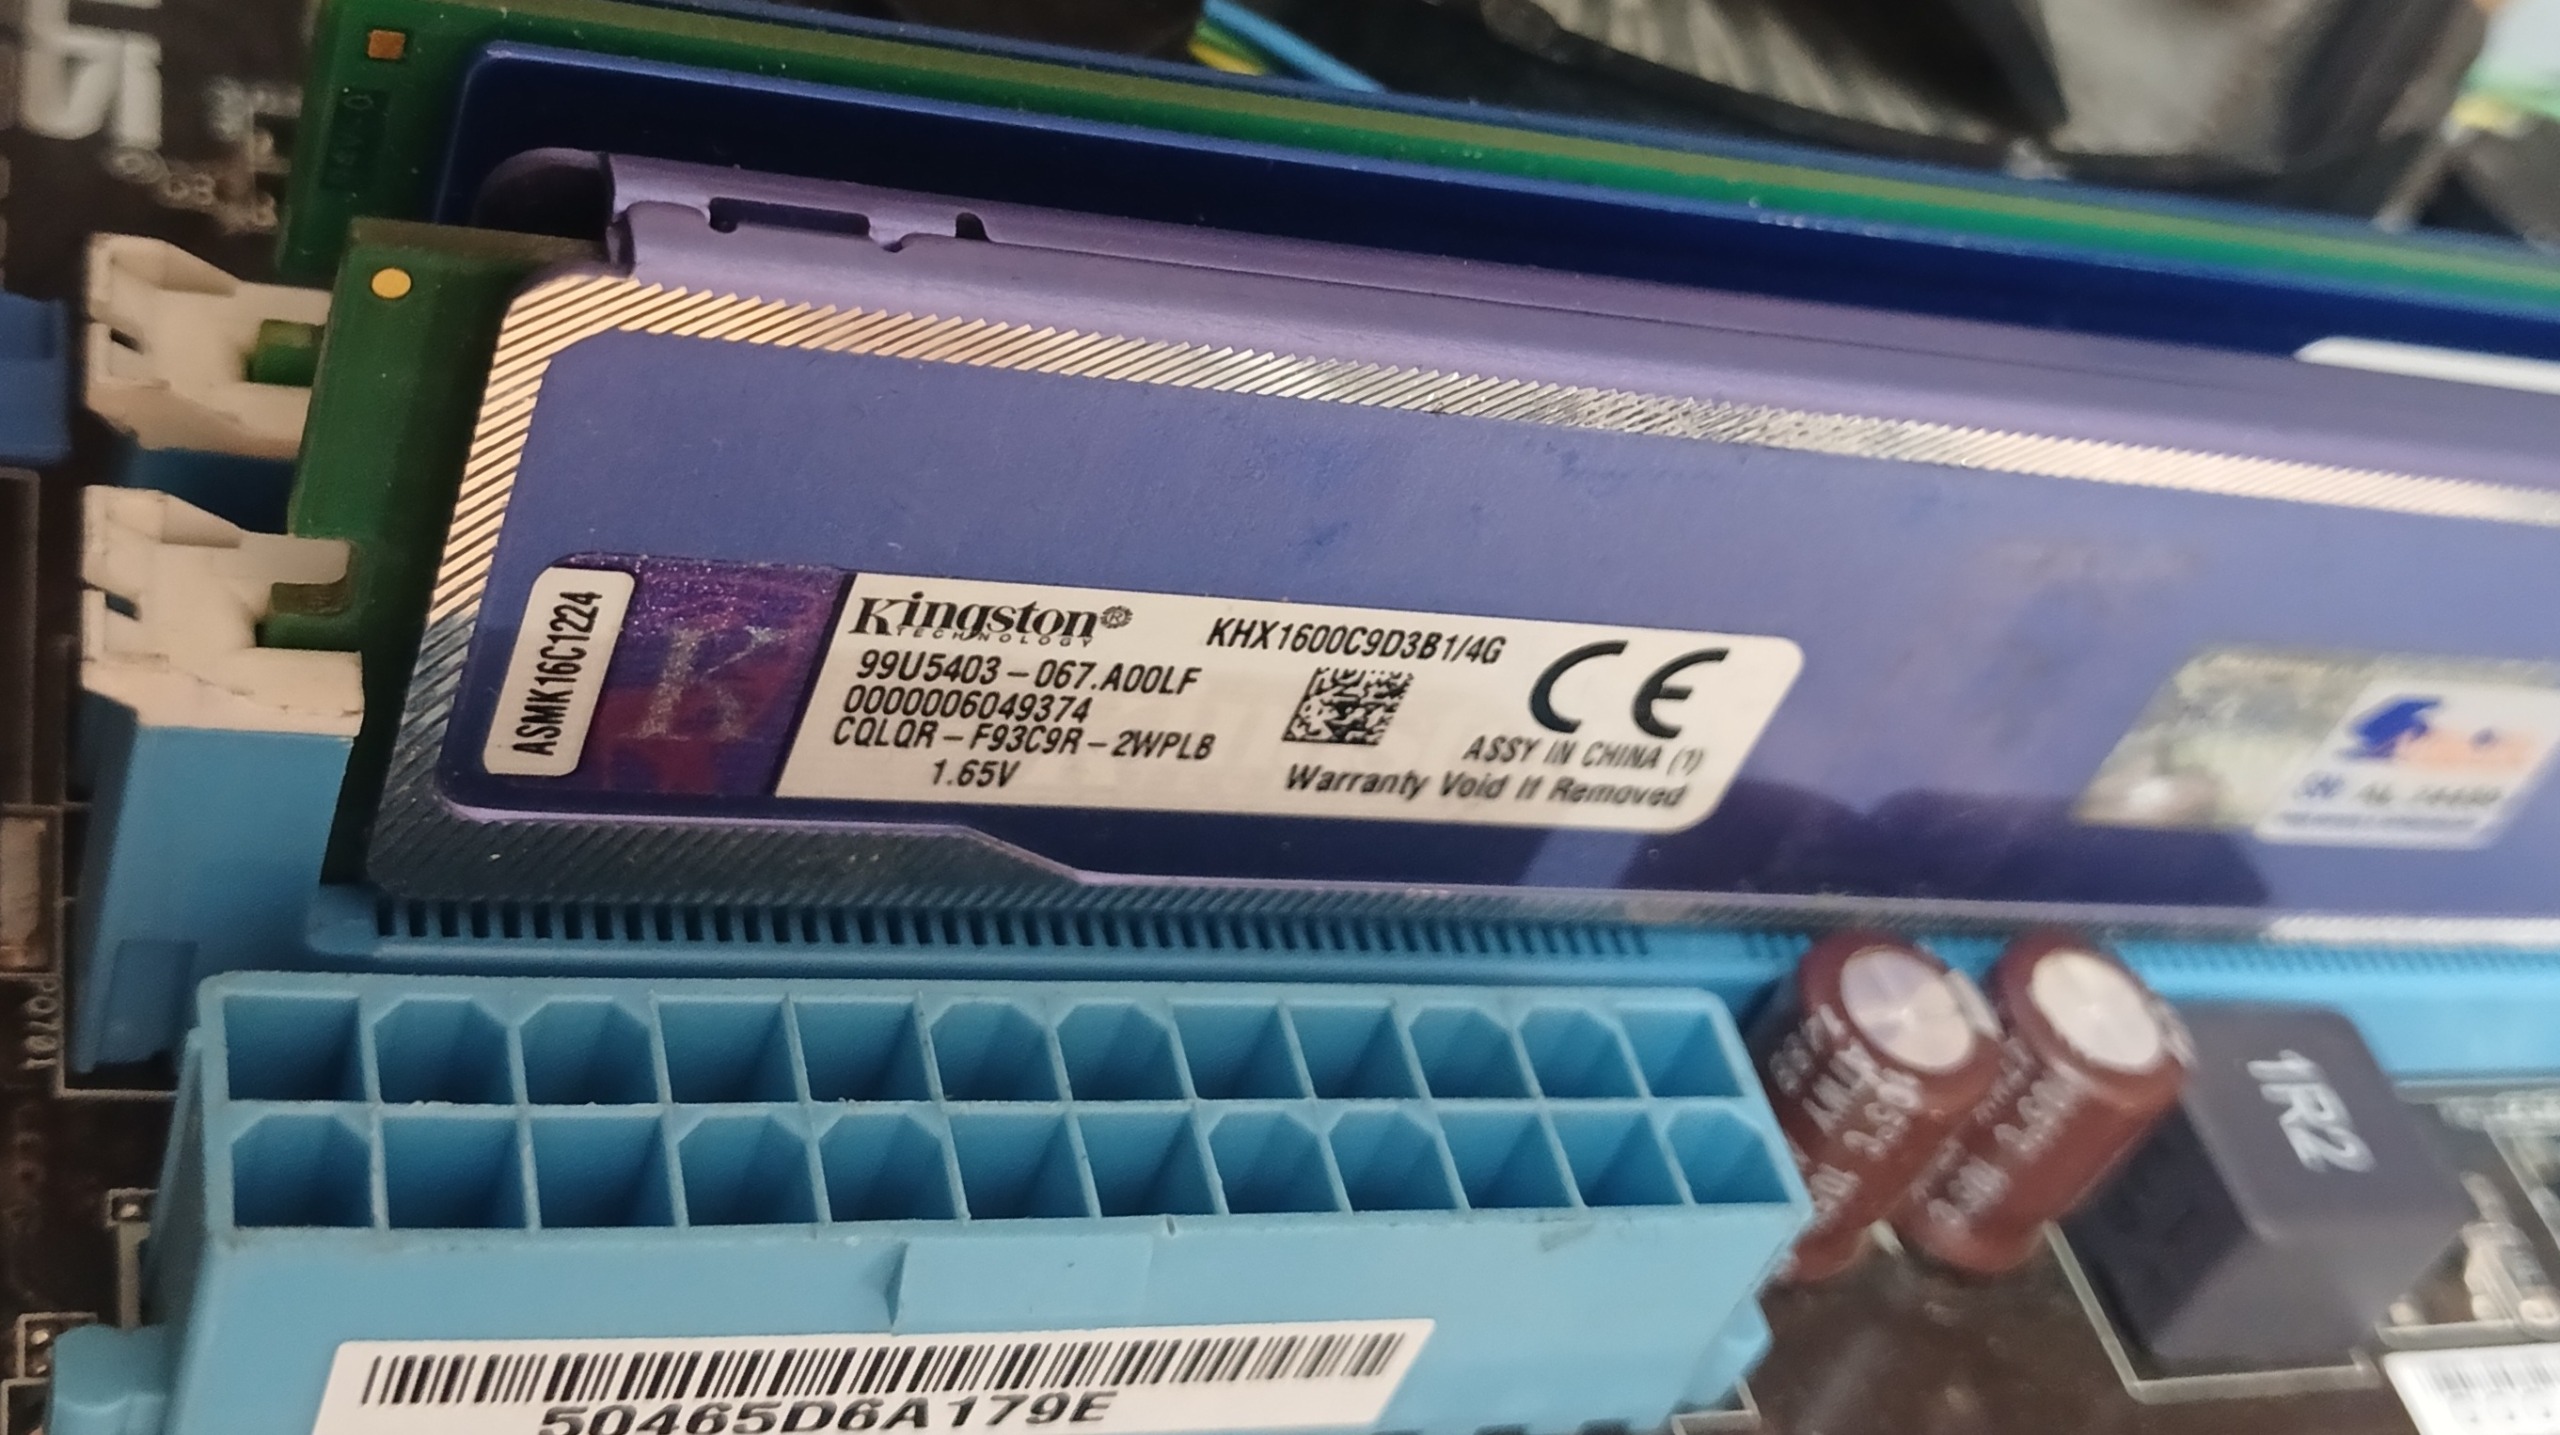 ASMK16C1224
K
Kingston®
TECHNOLOGY
KHX1600C9D3B1/4G
99U5403-067.A00LF
0000006049374
CQLQR-F93C9R-2WPLB
1.65V
CE
ASSY IN CHINA (1)
Warranty Void If Removed
1R2
50465D6A179E